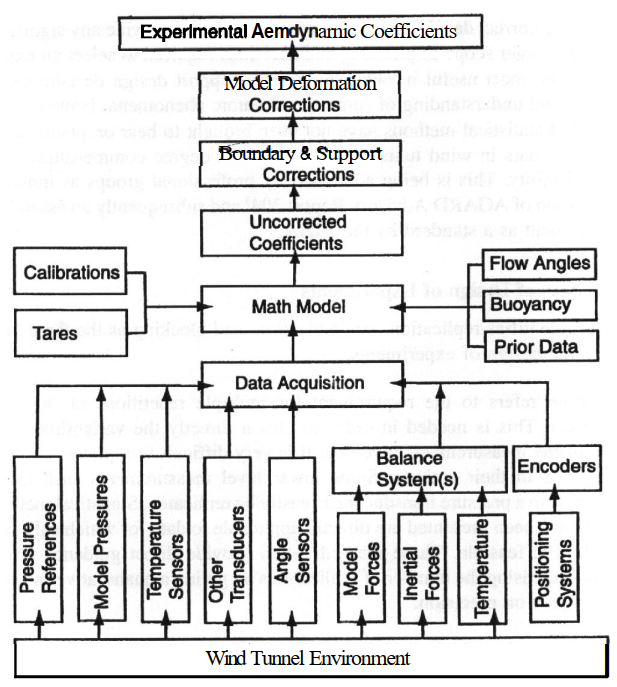 Experimental Aemdynamic Coefficients
Model Deformation
Corrections
Boundary & Support
Corrections
Uncorrected
Coefficients
Calibrations
Tares
Math Model
Flow Angles
Buoyancy
Prior Data
Data Acquisition
Balance
System(s)
Encoders
Pressure
References
Model Pressures
Temperature
Sensors
Other
Transducent
Angle
Sensors
Model
Forces
Inertial
Forces
Temperature
Positioning
Systems
Wind Tunnel Environment